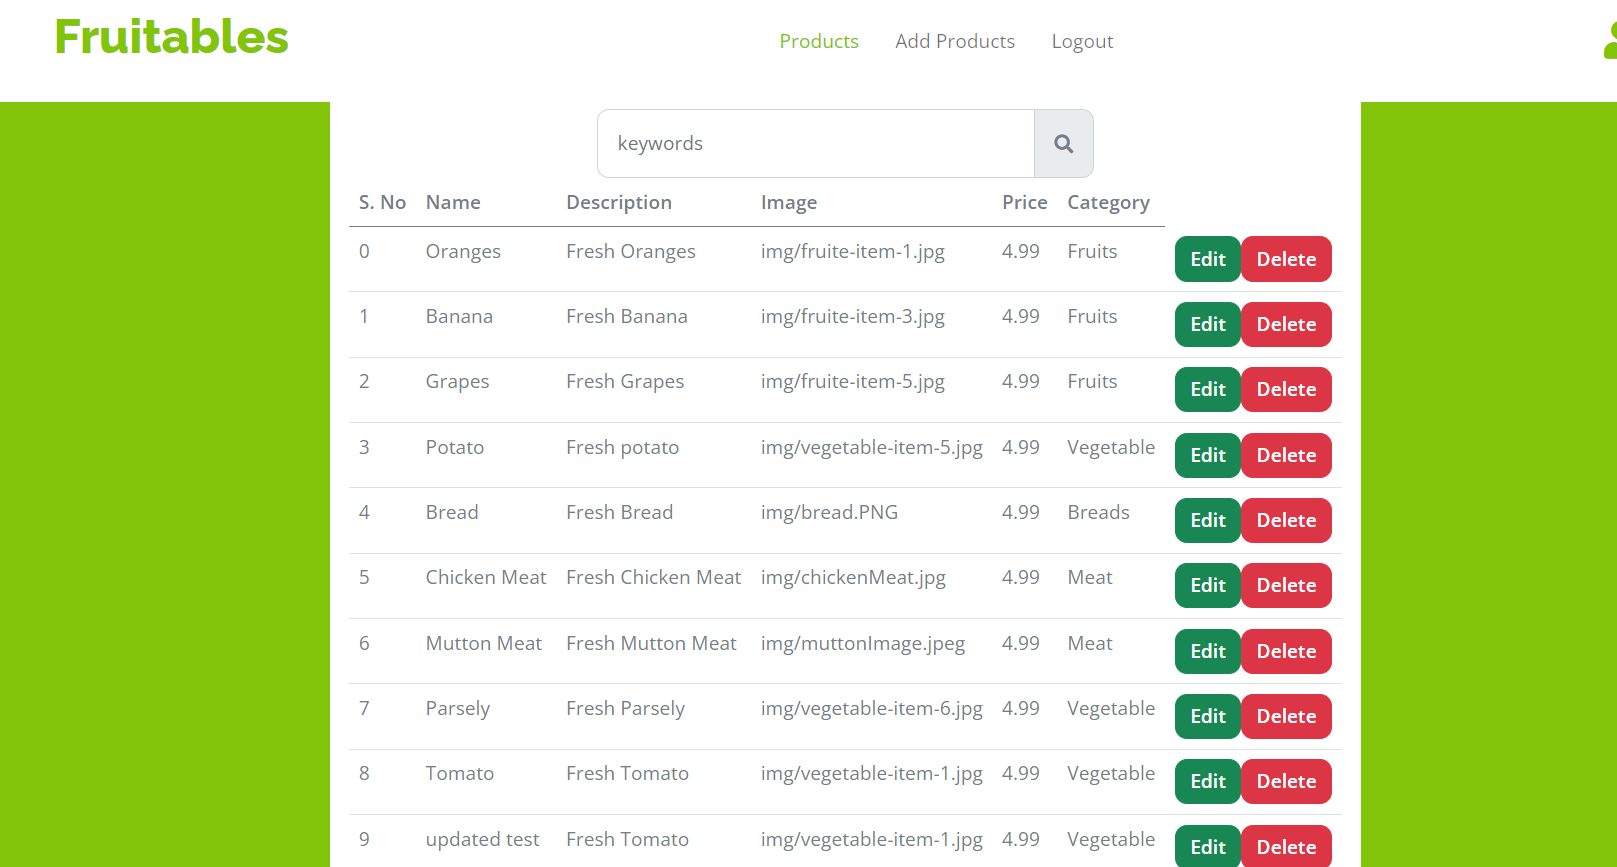 Fruitables
Products Add Products Logout
keywords
S. No Name Description Image Price Category
0 Oranges Fresh Oranges img/fruite-item-1.jpg 4.99 Fruits Edit Delete
1 Banana Fresh Banana img/fruite-item-3.jpg 4.99 Fruits Edit Delete
2 Grapes Fresh Grapes img/fruite-item-5.jpg 4.99 Fruits Edit Delete
3 Potato Fresh potato img/vegetable-item-5.jpg 4.99 Vegetable Edit Delete
4 Bread Fresh Bread img/bread.PNG 4.99 Breads Edit Delete
5 Chicken Meat Fresh Chicken Meat img/chickenMeat.jpg 4.99 Meat Edit Delete
6 Mutton Meat Fresh Mutton Meat img/muttonImage.jpeg 4.99 Meat Edit Delete
7 Parsely Fresh Parsely img/vegetable-item-6.jpg 4.99 Vegetable Edit Delete
8 Tomato Fresh Tomato img/vegetable-item-1.jpg 4.99 Vegetable Edit Delete
9 updated test Fresh Tomato img/vegetable-item-1.jpg 4.99 Vegetable Edit Delete